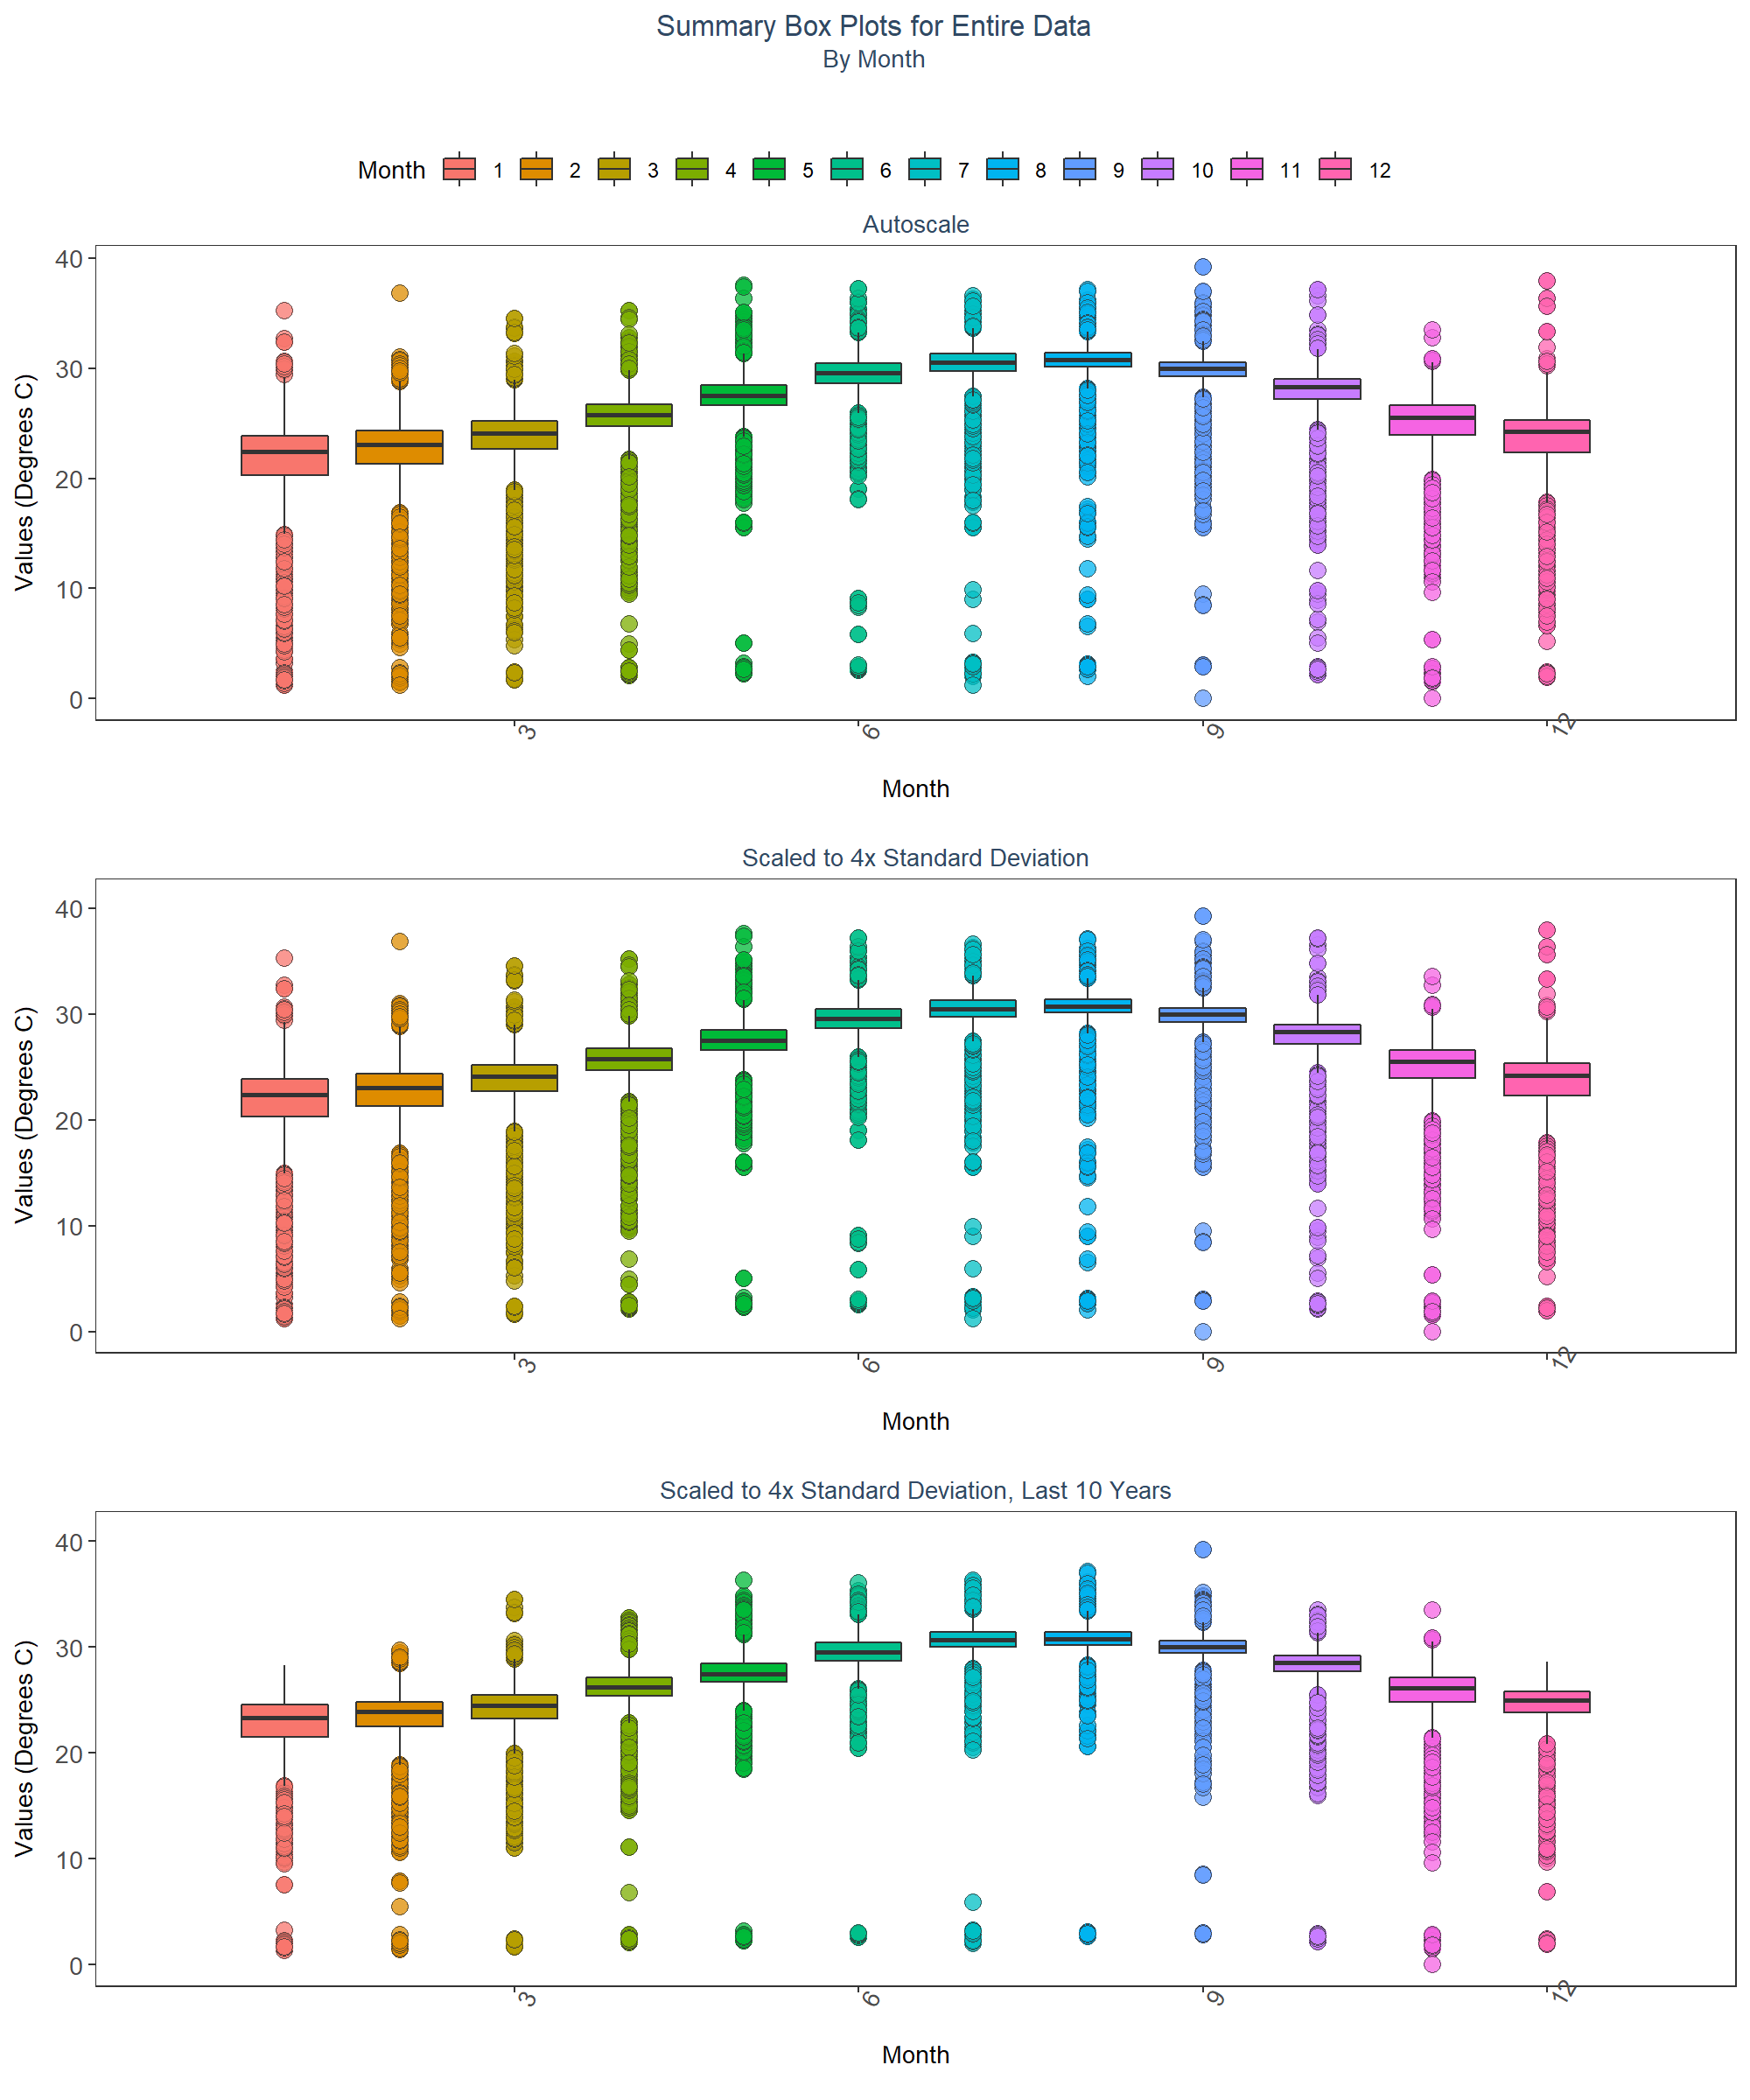 Summary Box Plots for Entire Data
By Month
Month 1 2 3 4 5 6 7 8 9 10 11 12
Autoscale
Values (Degrees C)
40
30
20
10
0
3 6 9 12
Month
Scaled to 4x Standard Deviation
Values (Degrees C)
40
30
20
10
0
3 6 9 12
Month
Scaled to 4x Standard Deviation, Last 10 Years
Values (Degrees C)
40
30
20
10
0
3 6 9 12
Month